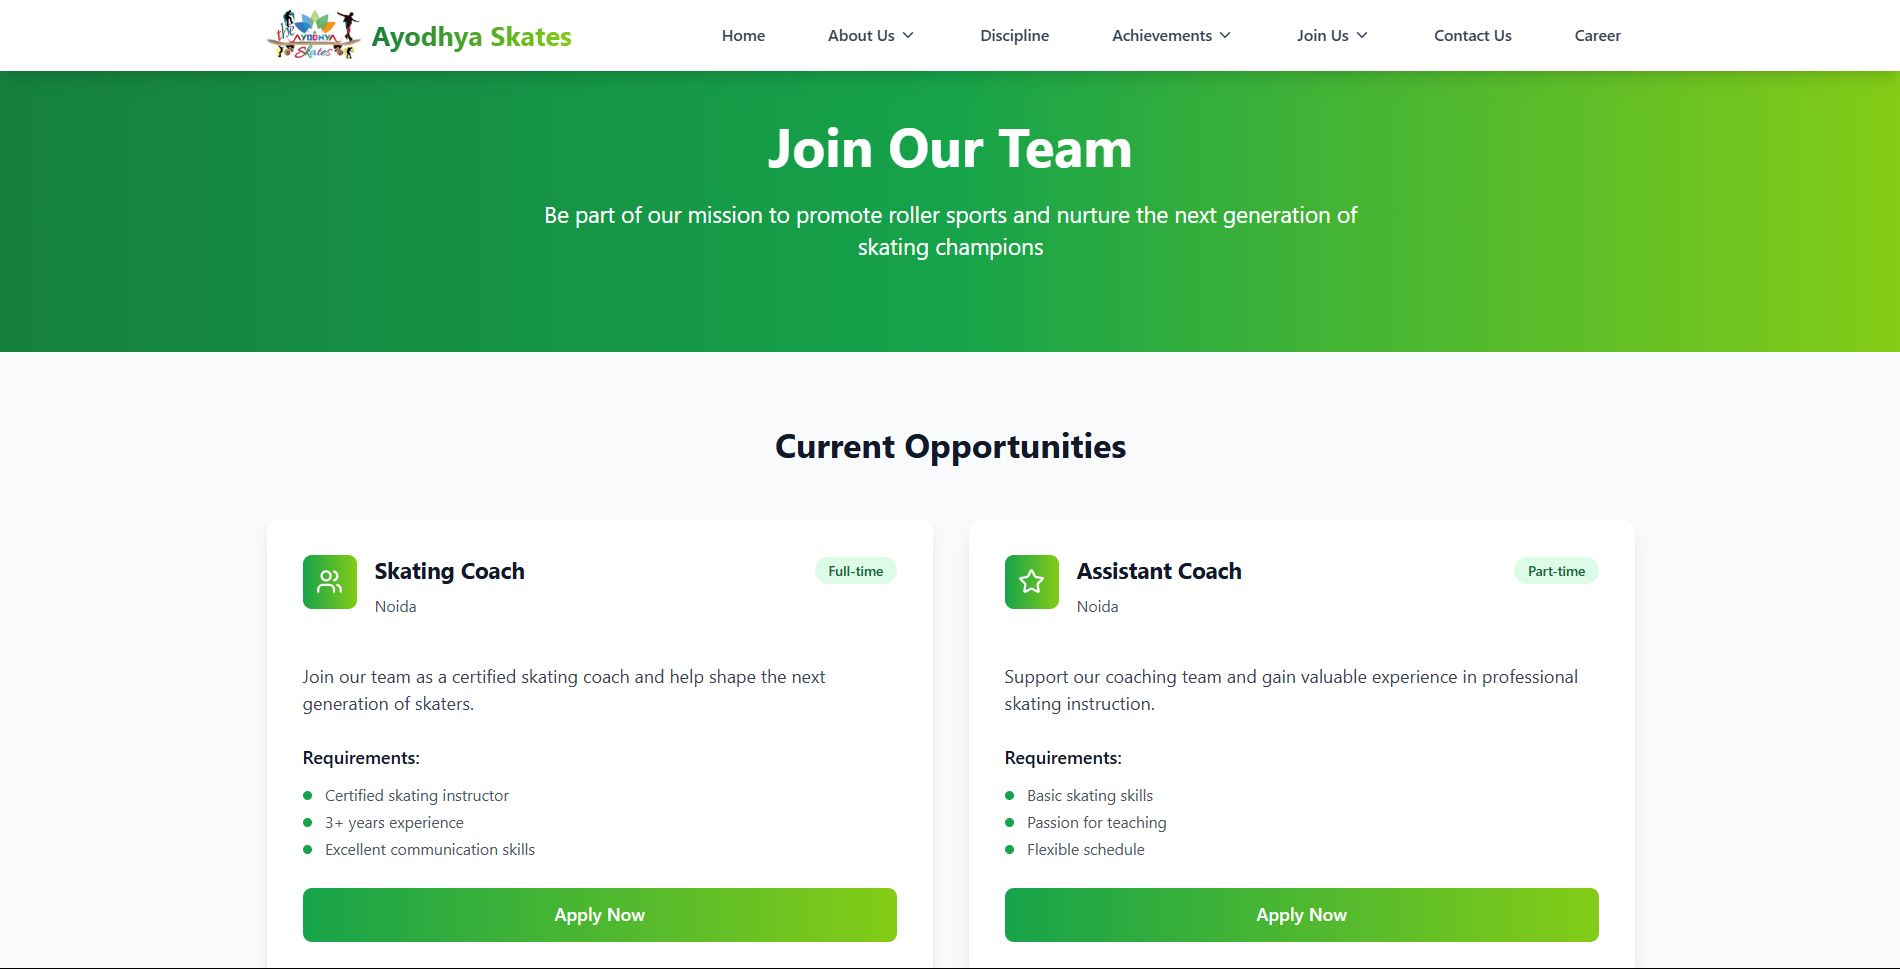 the
AYODHYA
Skates
Ayodhya Skates
Home
About Us
Discipline
Achievements
Join Us
Contact Us
Career
Join Our Team
Be part of our mission to promote roller sports and nurture the next generation of
skating champions
Current Opportunities
Skating Coach
Full-time
Noida
Join our team as a certified skating coach and help shape the next
generation of skaters.
Requirements:
Certified skating instructor
3+ years experience
Excellent communication skills
Apply Now
Assistant Coach
Part-time
Noida
Support our coaching team and gain valuable experience in professional
skating instruction.
Requirements:
Basic skating skills
Passion for teaching
Flexible schedule
Apply Now